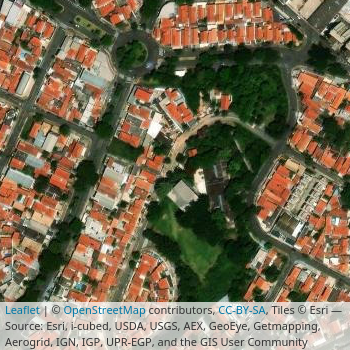 Leaflet | © OpenStreetMap contributors, CC-BY-SA, Tiles © Esri —
Source: Esri, i-cubed, USDA, USGS, AEX, GeoEye, Getmapping,
Aerogrid, IGN, IGP, UPR-EGP, and the GIS User Community